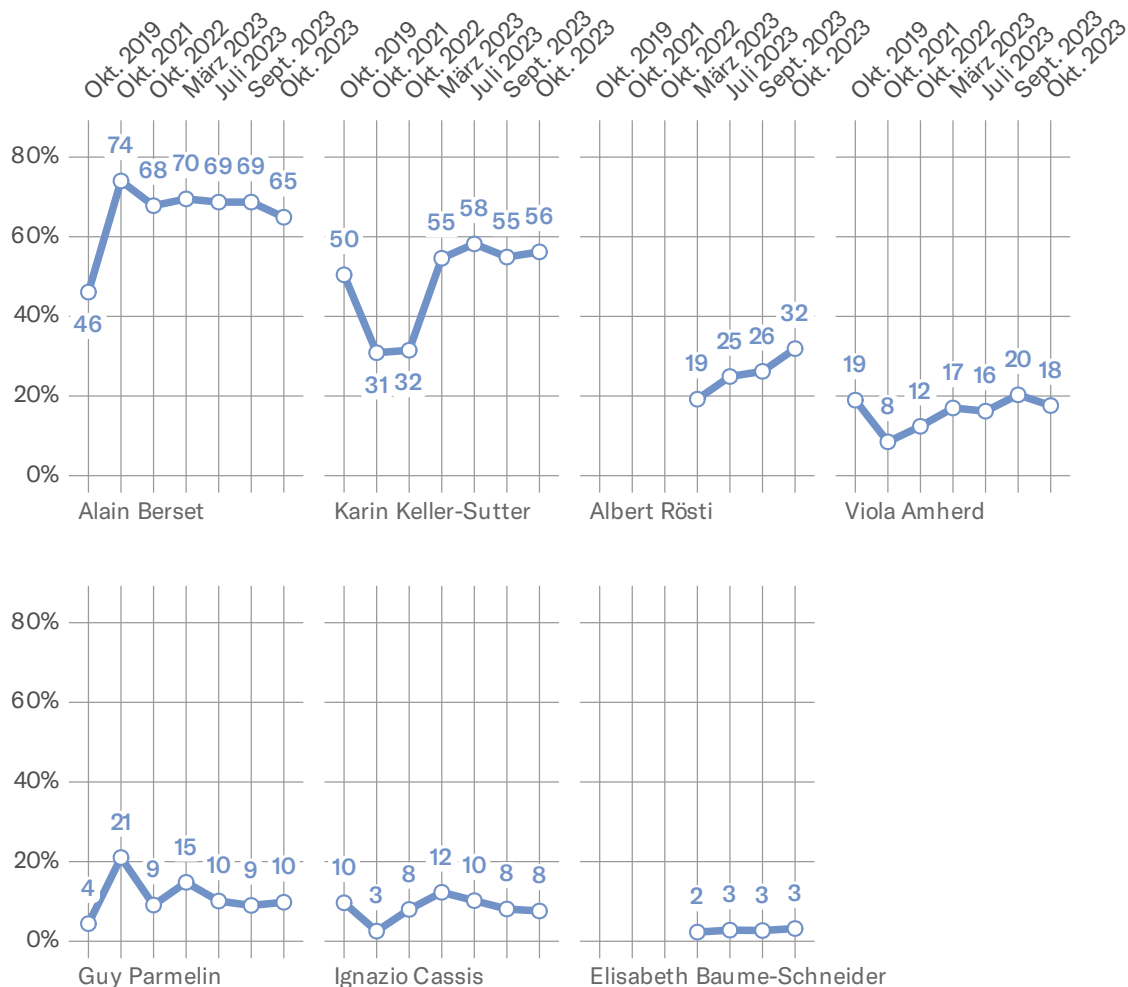 Okt. 2019 Okt. 2021 Okt. 2022 März 2023 Juli 2023 Sept. 2023 Okt. 2023 Okt. 2019 Okt. 2021 Okt. 2022 März 2023 Juli 2023 Sept. 2023 Okt. 2023 Okt. 2019 Okt. 2021 Okt. 2022 März 2023 Juli 2023 Sept. 2023 Okt. 2023 Okt. 2019 Okt. 2021 Okt. 2022 März 2023 Juli 2023 Sept. 2023 Okt. 2023
80%
60%
40%
20%
0%
74
68 70 69 69 65
46
50
31 32
55 58 55 56
19 25 26 32
19 8 12 17 16 20 18
Alain Berset Karin Keller-Sutter Albert Rösti Viola Amherd
80%
60%
40%
20%
0%
4 21 9 15 10 9 10
10 3 8 12 10 8 8
2 3 3 3
Guy Parmelin Ignazio Cassis Elisabeth Baume-Schneider